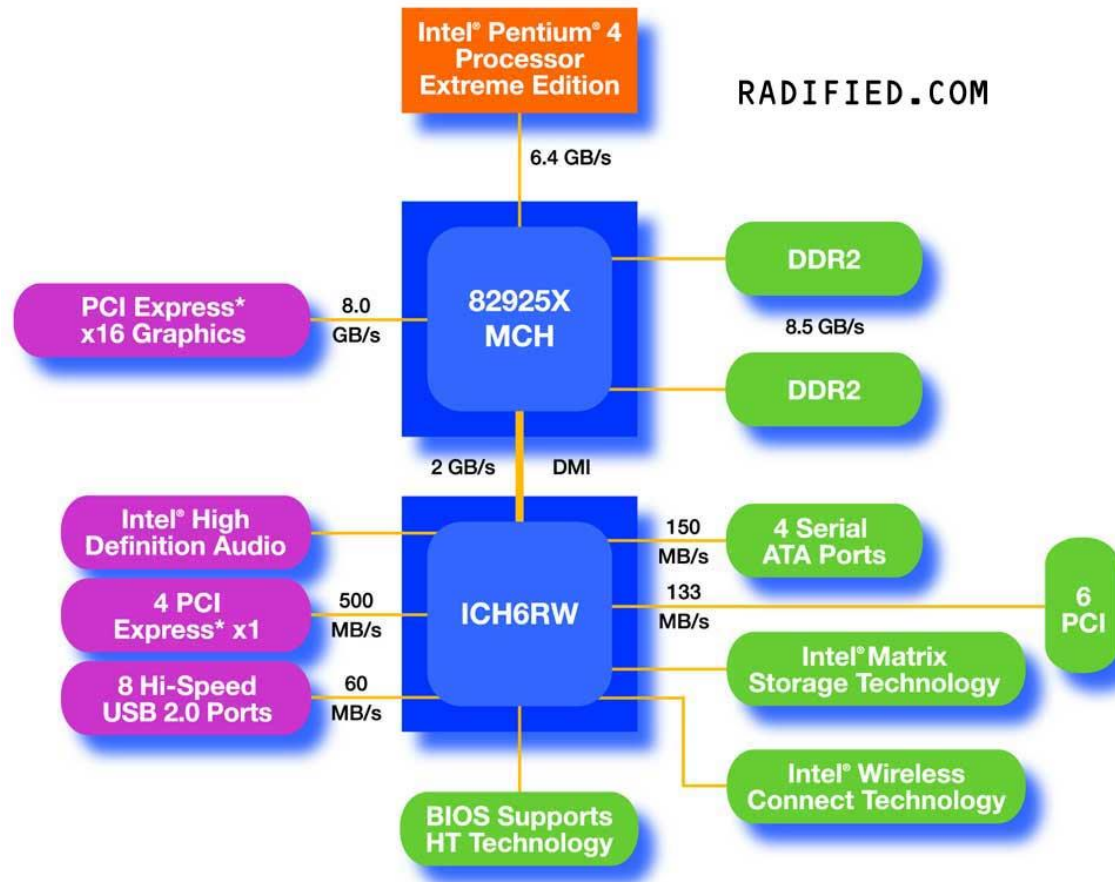 Intel® Pentium® 4
Processor
Extreme Edition
RADIFIED.COM
6.4 GB/s
82925X
MCH
PCI Express*
x16 Graphics
8.0
GB/s
DDR2
8.5 GB/s
DDR2
2 GB/s
DMI
ICH6RW
Intel® High
Definition Audio
4 PCI
Express* x1
500
MB/s
8 Hi-Speed
USB 2.0 Ports
60
MB/s
150
MB/s
4 Serial
ATA Ports
133
MB/s
6
PCI
Intel® Matrix
Storage Technology
Intel® Wireless
Connect Technology
BIOS Supports
HT Technology